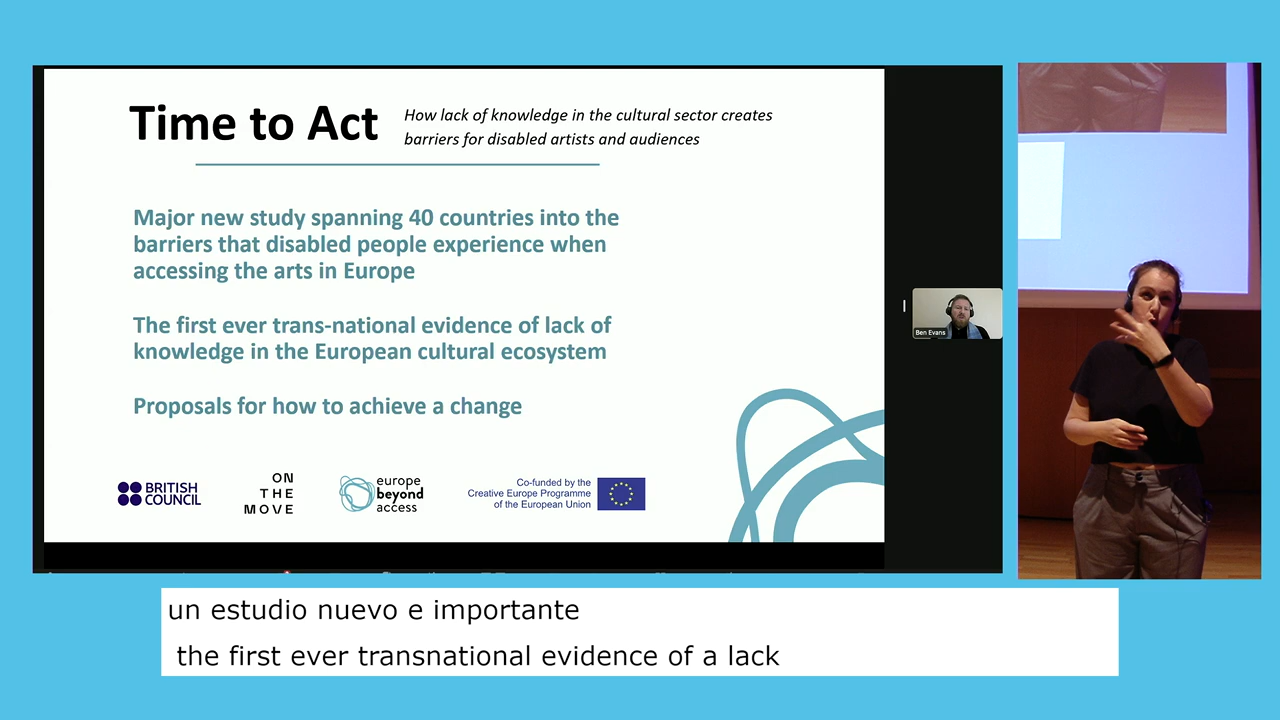 Time to Act
How lack of knowledge in the cultural sector creates
barriers for disabled artists and audiences
Major new study spanning 40 countries into the
barriers that disabled people experience when
accessing the arts in Europe
The first ever trans-national evidence of lack of
knowledge in the European cultural ecosystem
Proposals for how to achieve a change
BRITISH
COUNCIL
ON
THE
MOVE
europe
beyond
access
Co-funded by the
Creative Europe Programme
of the European Union
Ben Evans
un estudio nuevo e importante
the first ever transnational evidence of a lack